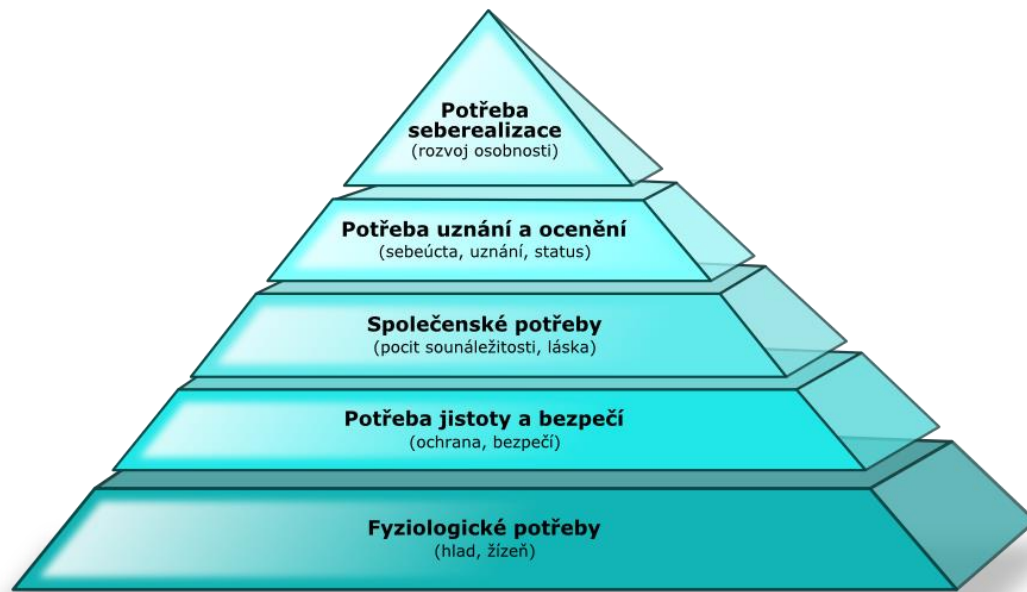 Potřeba
seberealizace
(rozvoj osobnosti)
Potřeba uznání a ocenění
(sebeúcta, uznání, status)
Společenské potřeby
(pocit sounáležitosti, láska)
Potřeba jistoty a bezpečí
(ochrana, bezpečí)
Fyziologické potřeby
(hlad, žízeň)